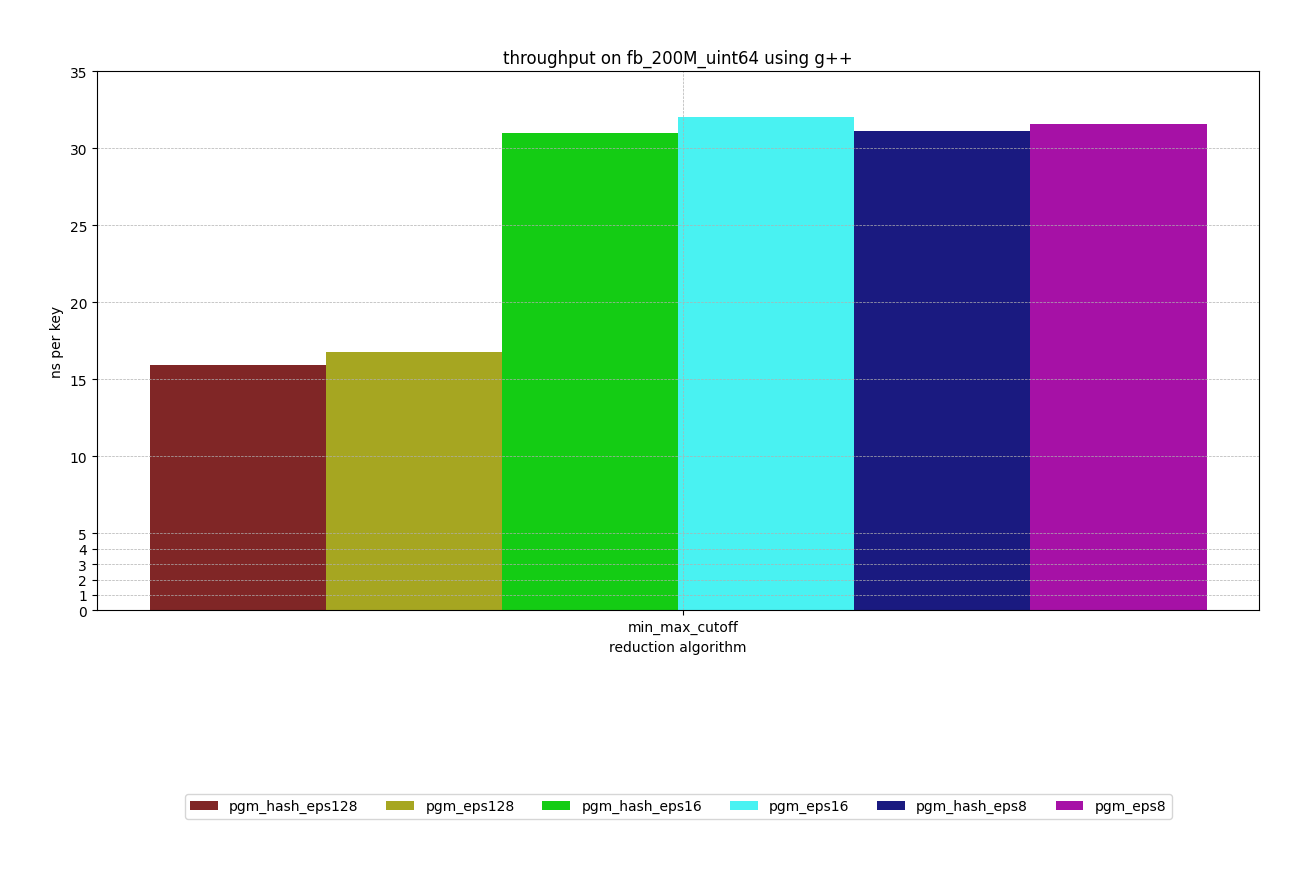 throughput on fb_200M_uint64 using g++
35
30
25
20
15
10
5
4
3
2
1
0
ns per key
min_max_cutoff
reduction algorithm
pgm_hash_eps128 pgm_eps128 pgm_hash_eps16 pgm_eps16 pgm_hash_eps8 pgm_eps8